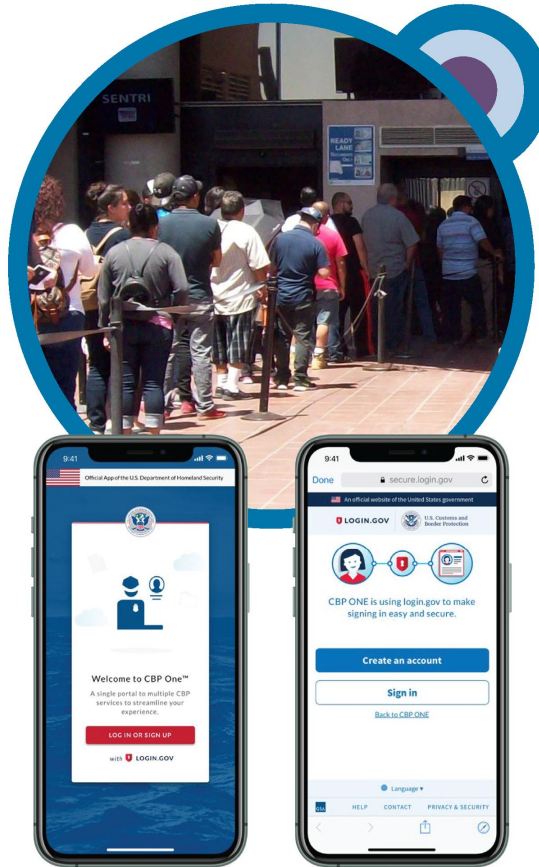 SENTRI
READY
LANE
9:41
Official App of the U.S. Department of Homeland Security
Welcome to CBP One™
A single portal to multiple CBP
services to streamline your
experience.
LOG IN OR SIGN UP
with LOGIN.GOV
9:41
Done
secure.login.gov
An official website of the United States government
LOGIN.GOV
U.S. Customs and
Border Protection
CBP ONE is using login.gov to make
signing in easy and secure.
Create an account
Sign in
Back to CBP ONE
Language
GSA
HELP
CONTACT
PRIVACY & SECURITY